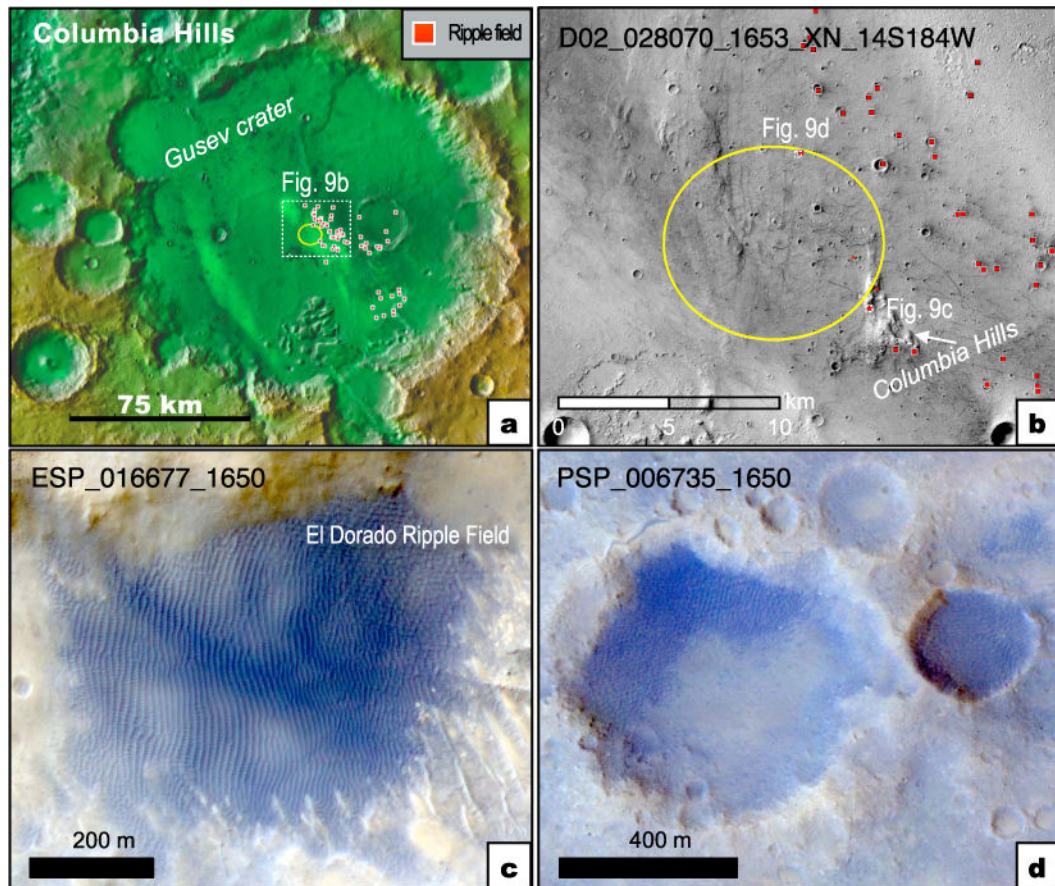 Columbia Hills
Ripple field
Gusev crater
Fig. 9b
75 km
a
D02_028070_1653_XN_14S184W
Fig. 9d
Fig. 9c
Columbia Hills
km
0 5 10
b
ESP_016677_1650
El Dorado Ripple Field
200 m
c
PSP_006735_1650
400 m
d